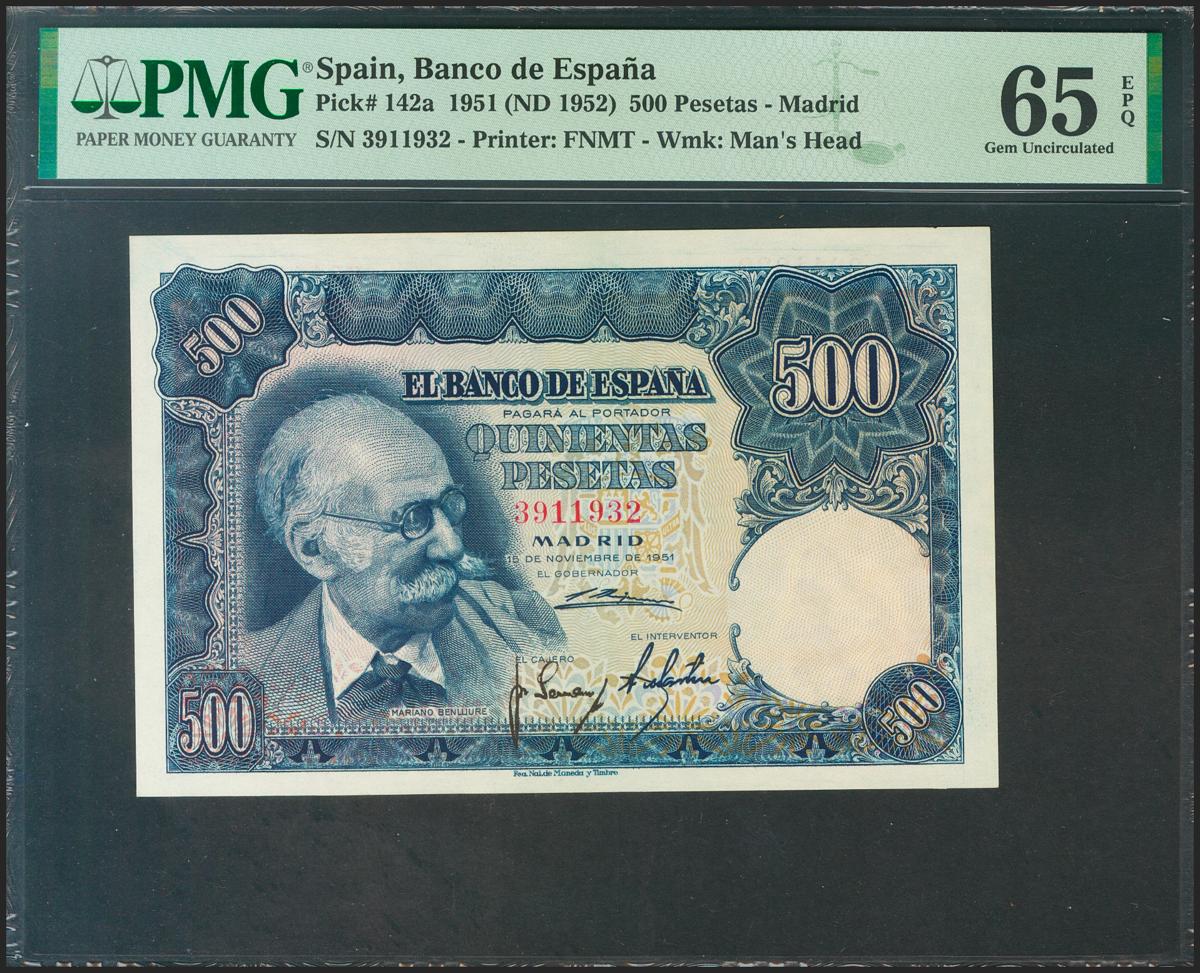 PMG®
PAPER MONEY GUARANTY
Spain, Banco de España
Pick# 142a 1951 (ND 1952) 500 Pesetas - Madrid
S/N 3911932 - Printer: FNMT - Wmk: Man's Head
65
EPQ
Gem Uncirculated
500
500
EL BANCO DE ESPAÑA
PAGARÁ AL PORTADOR
QUINIENTAS
PESETAS
3911932
MADRID
15 DE NOVIEMBRE DE 1951
EL GOBERNADOR
EL INTERVENTOR
EL CAJERO
MARIANO BENLLIURE
500
500
Fca. Nal. de Moneda y Timbre